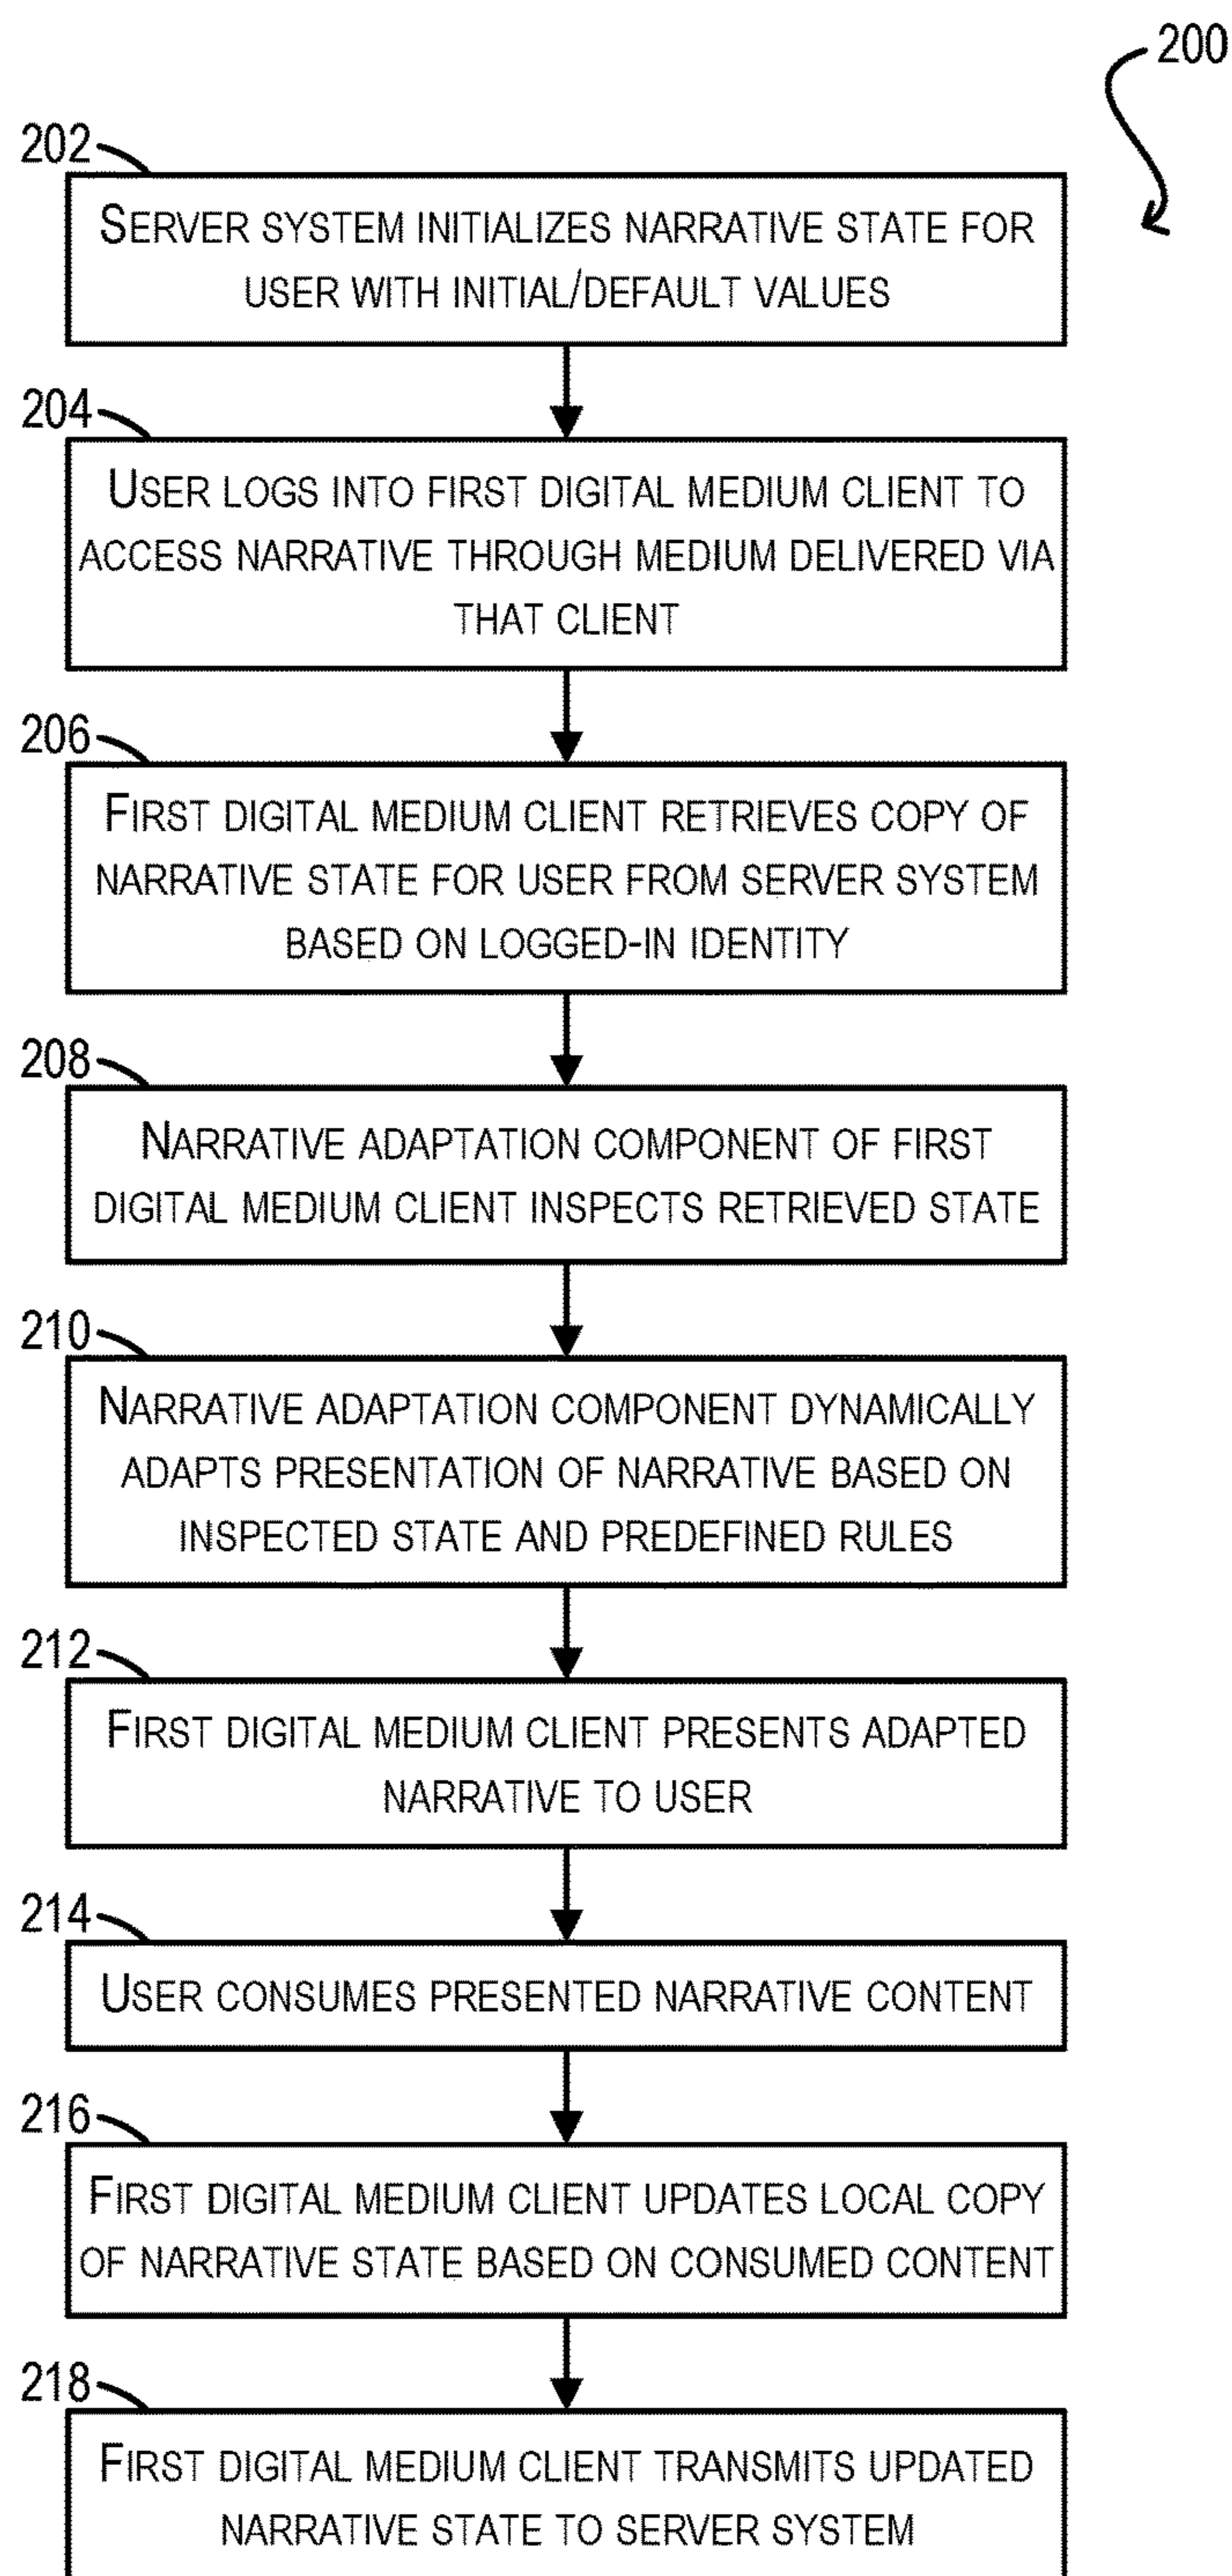 200
202
SERVER SYSTEM INITIALIZES NARRATIVE STATE FOR
USER WITH INITIAL/DEFAULT VALUES
204
USER LOGS INTO FIRST DIGITAL MEDIUM CLIENT TO
ACCESS NARRATIVE THROUGH MEDIUM DELIVERED VIA
THAT CLIENT
206
FIRST DIGITAL MEDIUM CLIENT RETRIEVES COPY OF
NARRATIVE STATE FOR USER FROM SERVER SYSTEM
BASED ON LOGGED-IN IDENTITY
208
NARRATIVE ADAPTATION COMPONENT OF FIRST
DIGITAL MEDIUM CLIENT INSPECTS RETRIEVED STATE
210
NARRATIVE ADAPTATION COMPONENT DYNAMICALLY
ADAPTS PRESENTATION OF NARRATIVE BASED ON
INSPECTED STATE AND PREDEFINED RULES
212
FIRST DIGITAL MEDIUM CLIENT PRESENTS ADAPTED
NARRATIVE TO USER
214
USER CONSUMES PRESENTED NARRATIVE CONTENT
216
FIRST DIGITAL MEDIUM CLIENT UPDATES LOCAL COPY
OF NARRATIVE STATE BASED ON CONSUMED CONTENT
218
FIRST DIGITAL MEDIUM CLIENT TRANSMITS UPDATED
NARRATIVE STATE TO SERVER SYSTEM